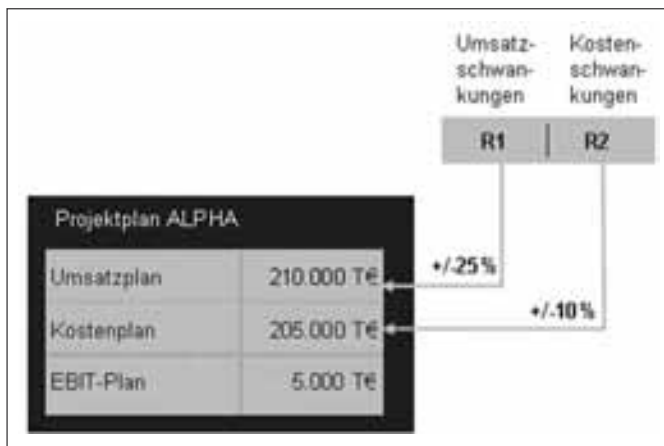 Umsatz- Kosten-
schwan- schwan-
kungen kungen
R1 R2
Projektplan ALPHA
Umsatzplan 210.000 T€
+/-25%
Kostenplan 205.000 T€
+/-10%
EBIT-Plan 5.000 T€